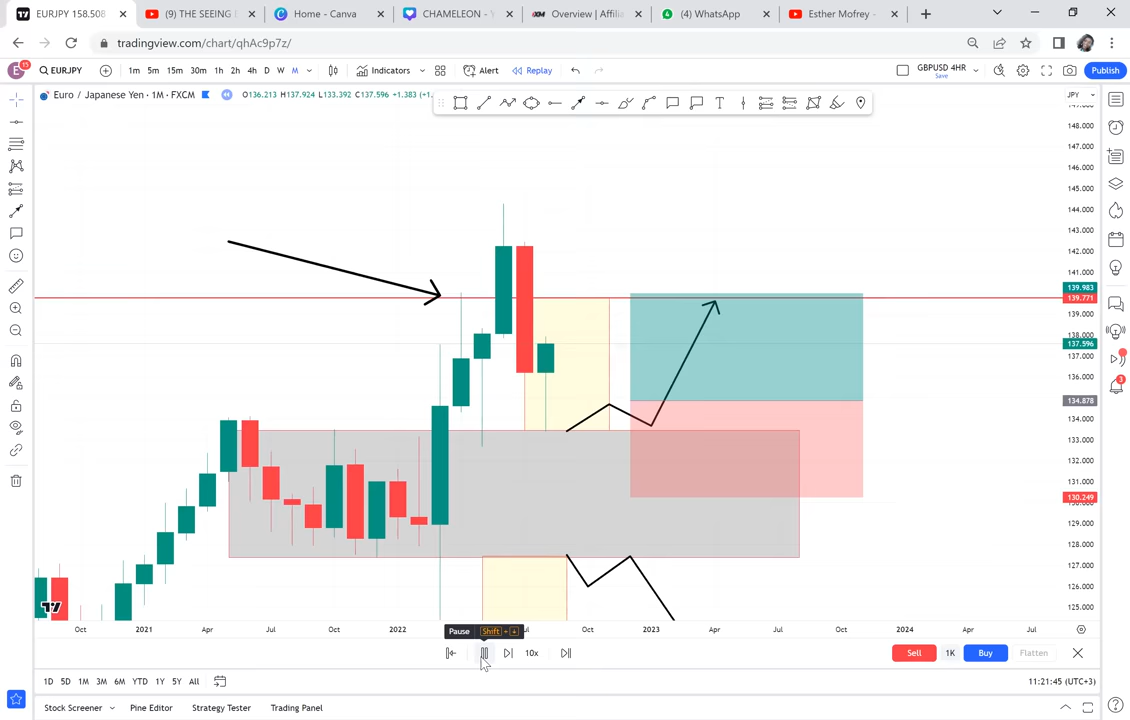 EURJPY 158.508
(9) THE SEEING
Home - Canva
CHAMELEON - Y
Overview | Affilia
(4) WhatsApp
Esther Mofrey -
tradingview.com/chart/qhAc9p7z/
E
15
EURJPY
1m 5m 15m 30m 1h 2h 4h D W M
Indicators
Alert
Replay
GBPUSD 4HR
Save
Publish
Euro / Japanese Yen · 1M · FXCM
O136.213 H137.924 L133.392 C137.596 +1.383 (+1.
JPY
148.000
147.000
146.000
145.000
144.000
143.000
142.000
141.000
139.983
139.771
139.000
138.000
137.596
137.000
136.000
134.878
134.000
133.000
132.000
131.000
130.249
129.000
128.000
127.000
126.000
125.000
3
Oct 2021 Apr Jul Oct 2022 Jul Oct 2023 Apr Jul Oct 2024 Apr Jul
Pause Shift +
10x
Sell 1K Buy Flatten
1D 5D 1M 3M 6M YTD 1Y 5Y All
11:21:45 (UTC+3)
Stock Screener
Pine Editor
Strategy Tester
Trading Panel